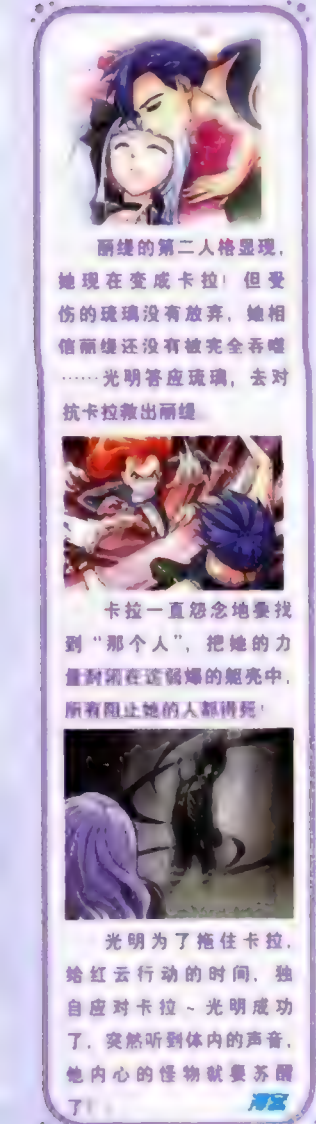 丽缇的第二人格显现，
她现在变成卡拉！但受
伤的琉璃没有放弃，她相
信丽缇还没有被完全吞噬
……光明答应琉璃，去对
抗卡拉救出丽缇
卡拉一直怨念地要找
到“那个人”，把她的力
量封闭在这弱爆的躯壳中，
所有阻止她的人都得死！
光明为了拖住卡拉，
给红云行动的时间，独
自应对卡拉~光明成功
了，突然听到体内的声音，
他内心的怪物就要苏醒
了！